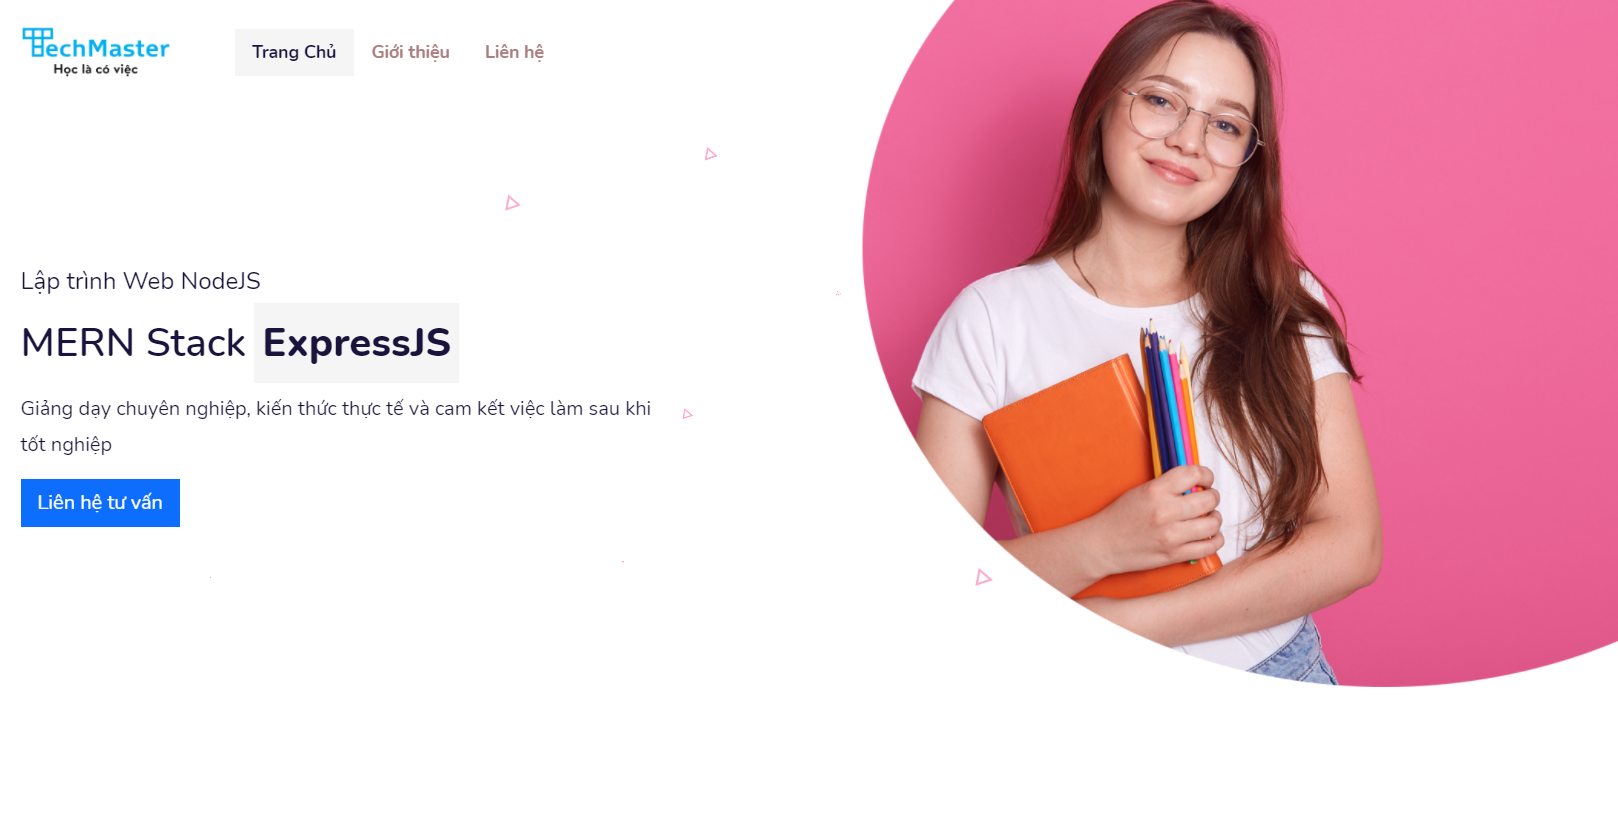 TechMaster
Học là có việc
Trang Chủ
Giới thiệu
Liên hệ
Lập trình Web NodeJS
MERN Stack ExpressJS
Giảng dạy chuyên nghiệp, kiến thức thực tế và cam kết việc làm sau khi
tốt nghiệp
Liên hệ tư vấn